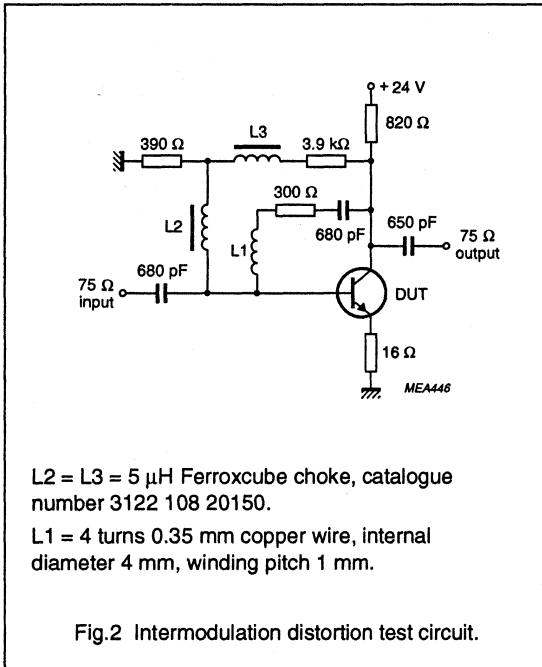 + 24 V
820 Ω
L3
390 Ω
3.9 kΩ
300 Ω
L2
L1
680 pF
650 pF
75 Ω
output
680 pF
75 Ω
input
DUT
16 Ω
MEA446
L2 = L3 = 5 µH Ferroxcube choke, catalogue
number 3122 108 20150.
L1 = 4 turns 0.35 mm copper wire, internal
diameter 4 mm, winding pitch 1 mm.
Fig.2 Intermodulation distortion test circuit.